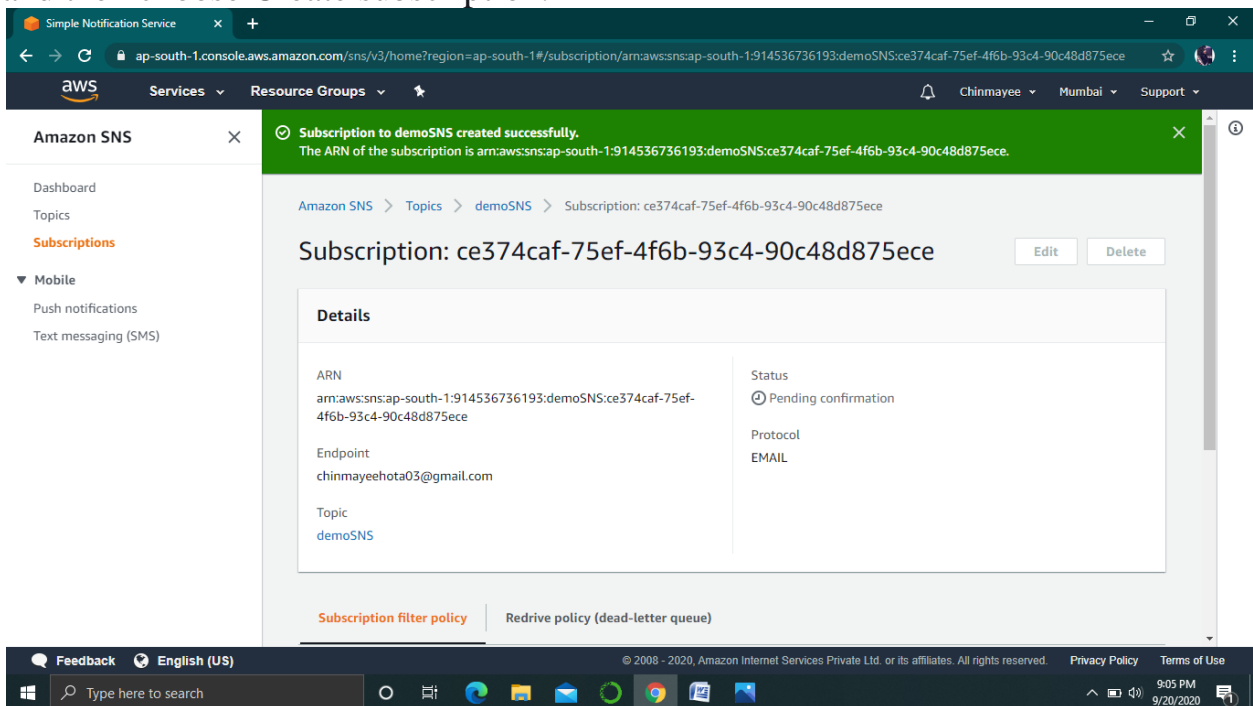 and then choose Create subscription.
Simple Notification Service
ap-south-1.console.aws.amazon.com/sns/v3/home?region=ap-south-1#/subscription/arn:aws:sns:ap-south-1:914536736193:demoSNS:ce374caf-75ef-4f6b-93c4-90c48d875ece
aws Services Resource Groups Chinmayee Mumbai Support
Amazon SNS
Dashboard
Topics
Subscriptions
Mobile
Push notifications
Text messaging (SMS)
Subscription to demoSNS created successfully.
The ARN of the subscription is arn:aws:sns:ap-south-1:914536736193:demoSNS:ce374caf-75ef-4f6b-93c4-90c48d875ece.
Amazon SNS > Topics > demoSNS > Subscription: ce374caf-75ef-4f6b-93c4-90c48d875ece
Subscription: ce374caf-75ef-4f6b-93c4-90c48d875ece
Edit Delete
Details
ARN
arn:aws:sns:ap-south-1:914536736193:demoSNS:ce374caf-75ef-
4f6b-93c4-90c48d875ece
Endpoint
chinmayeehota03@gmail.com
Topic
demoSNS
Status
Pending confirmation
Protocol
EMAIL
Subscription filter policy Redrive policy (dead-letter queue)
Feedback English (US) © 2008 - 2020, Amazon Internet Services Private Ltd. or its affiliates. All rights reserved. Privacy Policy Terms of Use
Type here to search
9:05 PM
9/20/2020
1